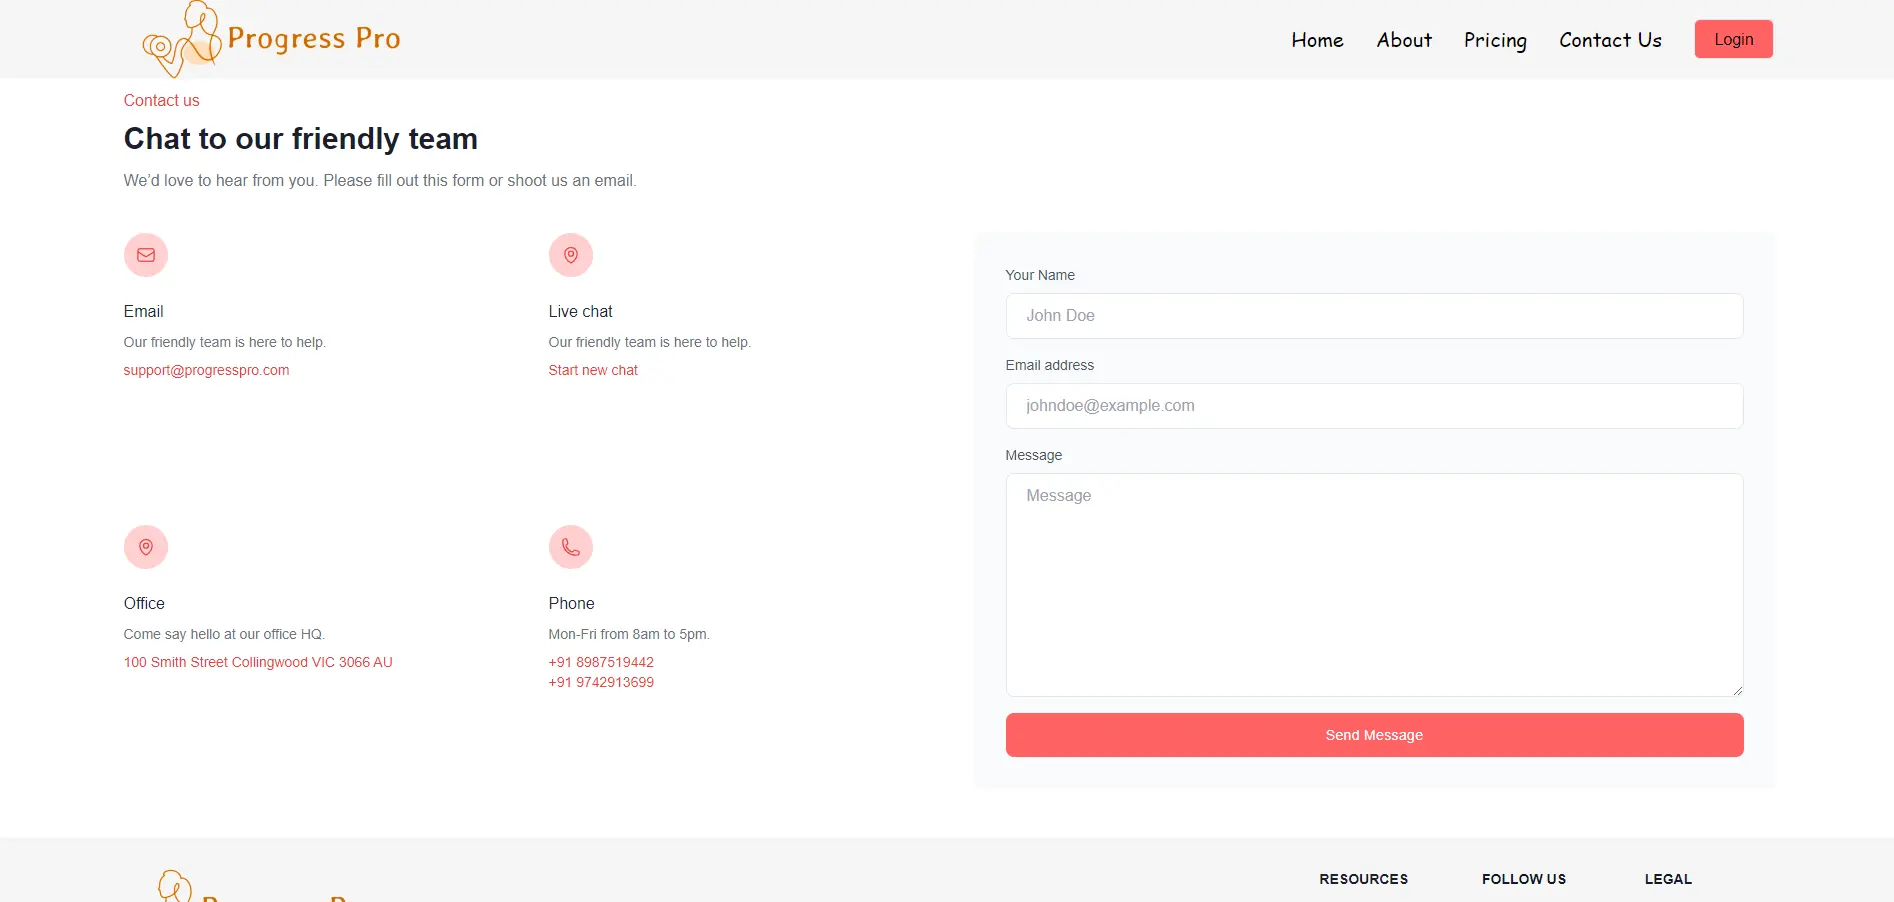 Progress Pro
Home About Pricing Contact Us Login
Contact us
Chat to our friendly team
We’d love to hear from you. Please fill out this form or shoot us an email.
Email
Our friendly team is here to help.
support@progresspro.com
Live chat
Our friendly team is here to help.
Start new chat
Office
Come say hello at our office HQ.
100 Smith Street Collingwood VIC 3066 AU
Phone
Mon-Fri from 8am to 5pm.
+91 8987519442
+91 9742913699
Your Name
John Doe
Email address
johndoe@example.com
Message
Message
Send Message
RESOURCES FOLLOW US LEGAL